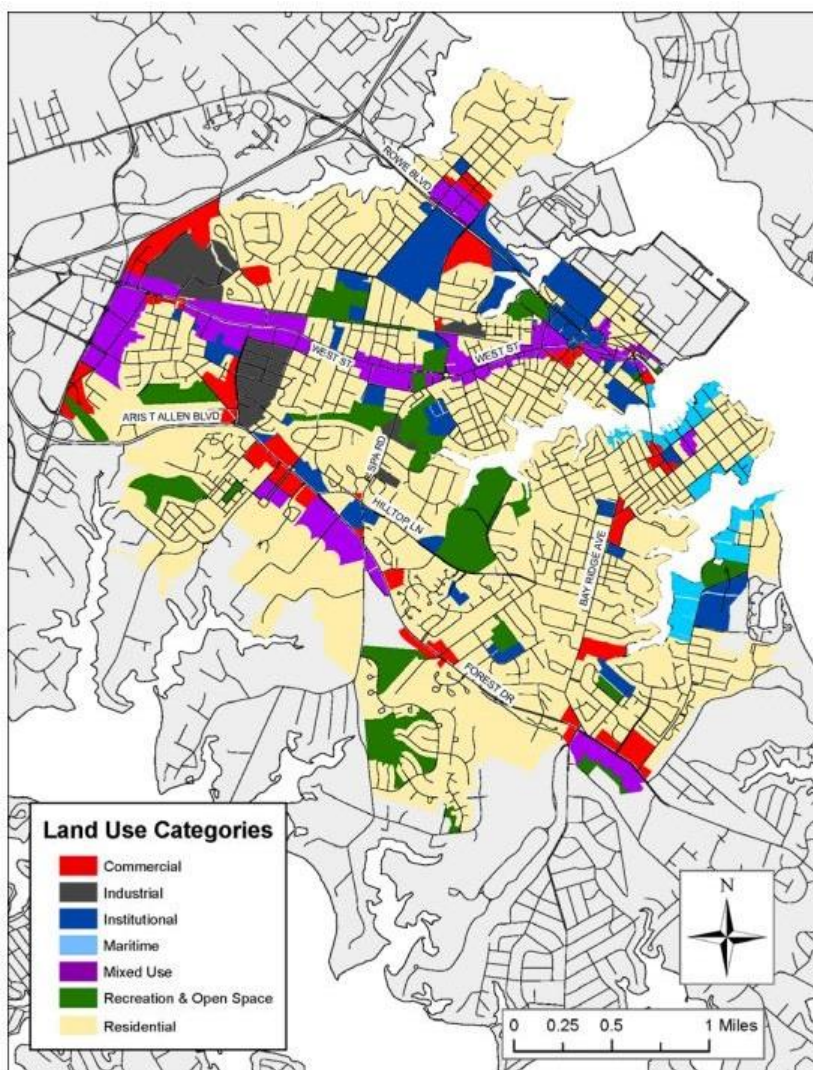 ROWE BLVD
WEST ST
WEST ST
ARIS T ALLEN BLVD
SPA RD
HILLTOP LN
BAY RIDGE AVE
FOREST DR
Land Use Categories
Commercial
Industrial
Institutional
Maritime
Mixed Use
Recreation & Open Space
Residential
N
0 0.25 0.5 1 Miles